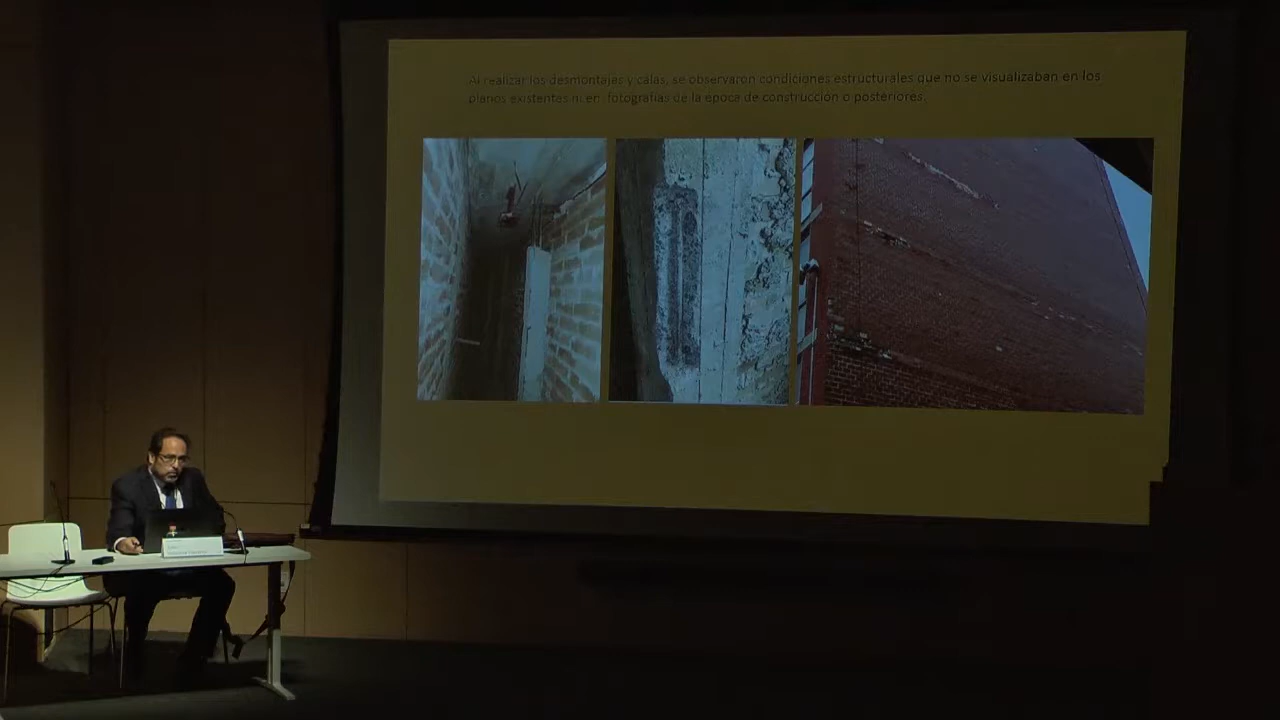 Al realizar los desmontajes y calas, se observaron condiciones estructurales que no se visualizaban en los
planos existentes ni en fotografías de la época de construcción o posteriores.